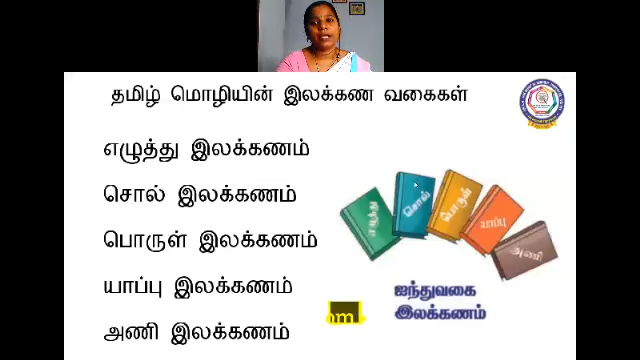 தமிழ் மொழியின் இலக்கண வகைகள்
எழுத்து இலக்கணம்
சொல் இலக்கணம்
பொருள் இலக்கணம்
யாப்பு இலக்கணம்
அணி இலக்கணம்
எழுத்து
சொல்
பொருள்
யாப்பு
அணி
ஐந்துவகை
இலக்கணம்
om